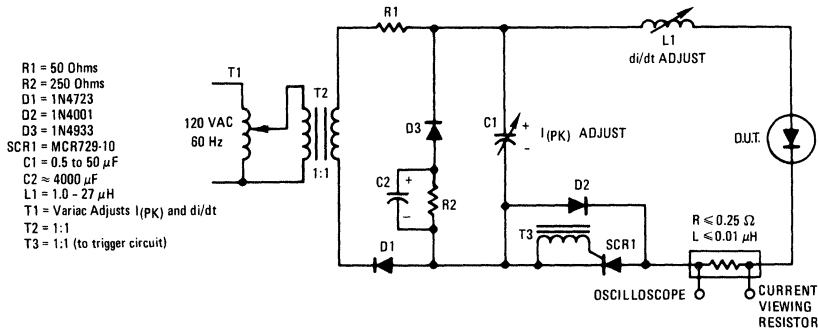 R1 = 50 Ohms
R2 = 250 Ohms
D1 = 1N4723
D2 = 1N4001
D3 = 1N4933
SCR1 = MCR729-10
C1 = 0.5 to 50 μF
C2 ≈ 4000 μF
L1 = 1.0 - 27 μH
T1 = Variac Adjusts I(PK) and di/dt
T2 = 1:1
T3 = 1:1 (to trigger circuit)
T1
120 VAC
60 Hz
T2
1:1
R1
D3
C2
+
–
R2
D1
C1
+
–
I(PK) ADJUST
L1
di/dt ADJUST
D.U.T.
D2
T3
SCR1
R ⩽ 0.25 Ω
L ⩽ 0.01 μH
OSCILLOSCOPE
CURRENT
VIEWING
RESISTOR